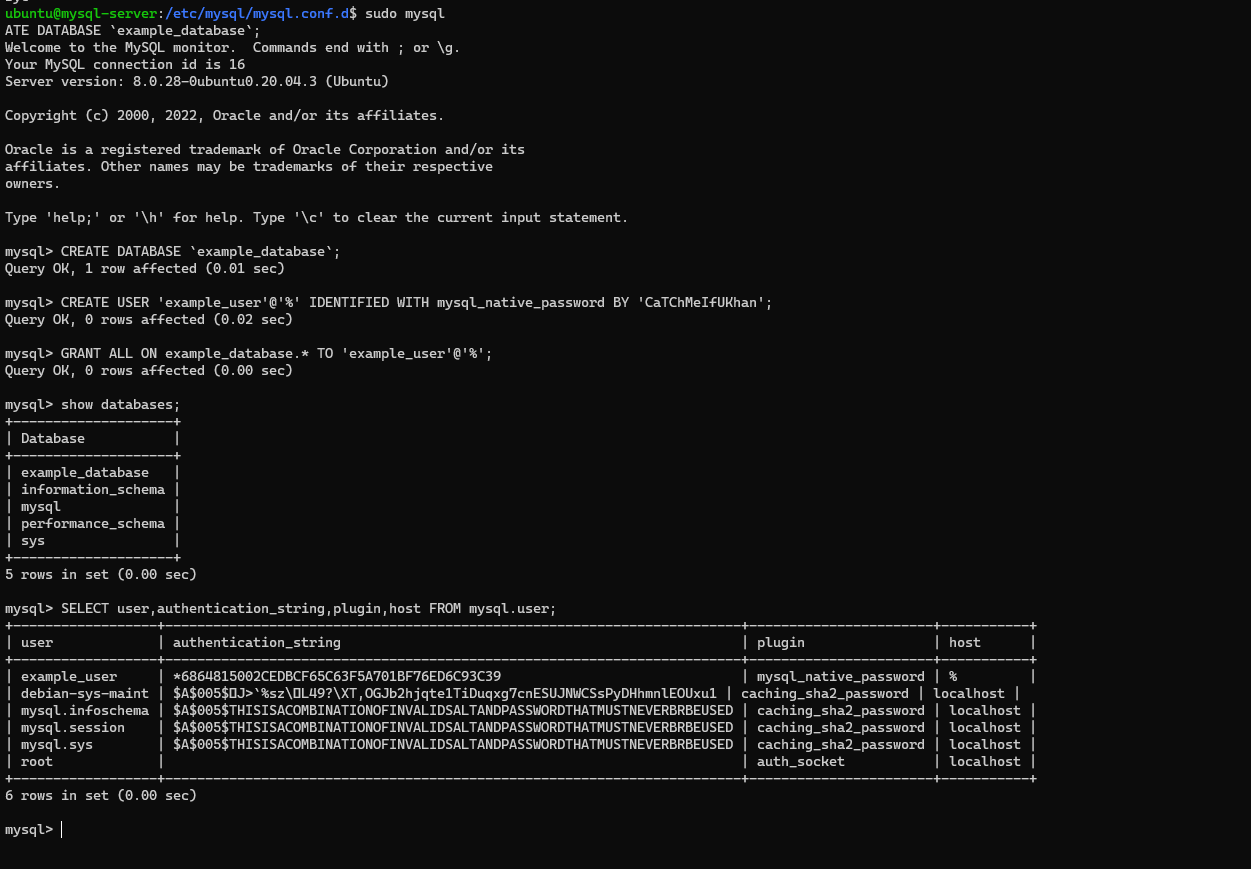 ubuntu@mysql-server:/etc/mysql/mysql.conf.d$ sudo mysql
ATE DATABASE `example_database`;
Welcome to the MySQL monitor.  Commands end with ; or \g.
Your MySQL connection id is 16
Server version: 8.0.28-0ubuntu0.20.04.3 (Ubuntu)

Copyright (c) 2000, 2022, Oracle and/or its affiliates.

Oracle is a registered trademark of Oracle Corporation and/or its
affiliates. Other names may be trademarks of their respective
owners.

Type 'help;' or '\h' for help. Type '\c' to clear the current input statement.

mysql> CREATE DATABASE `example_database`;
Query OK, 1 row affected (0.01 sec)

mysql> CREATE USER 'example_user'@'%' IDENTIFIED WITH mysql_native_password BY 'CaTChMeIfUKhan';
Query OK, 0 rows affected (0.02 sec)

mysql> GRANT ALL ON example_database.* TO 'example_user'@'%';
Query OK, 0 rows affected (0.00 sec)

mysql> show databases;
+--------------------+
| Database           |
+--------------------+
| example_database   |
| information_schema |
| mysql              |
| performance_schema |
| sys                |
+--------------------+
5 rows in set (0.00 sec)

mysql> SELECT user,authentication_string,plugin,host FROM mysql.user;
+------------------+------------------------------------------------------------------------+-----------------------+-----------+
| user             | authentication_string                                                  | plugin                | host      |
+------------------+------------------------------------------------------------------------+-----------------------+-----------+
| example_user     | *6864815002CEDBCF65C63F5A701BF76ED6C93C39                              | mysql_native_password | %         |
| debian-sys-maint | $A$005$▯J>`%sz\▯L49?\XT,OGJb2hjqte1TiDuqxg7cnESUJNWCSsPyDHhmnlEOUxu1 | caching_sha2_password | localhost |
| mysql.infoschema | $A$005$THISISACOMBINATIONOFINVALIDSALTANDPASSWORDTHATMUSTNEVERBRBEUSED | caching_sha2_password | localhost |
| mysql.session    | $A$005$THISISACOMBINATIONOFINVALIDSALTANDPASSWORDTHATMUSTNEVERBRBEUSED | caching_sha2_password | localhost |
| mysql.sys        | $A$005$THISISACOMBINATIONOFINVALIDSALTANDPASSWORDTHATMUSTNEVERBRBEUSED | caching_sha2_password | localhost |
| root             |                                                                        | auth_socket           | localhost |
+------------------+------------------------------------------------------------------------+-----------------------+-----------+
6 rows in set (0.00 sec)

mysql>